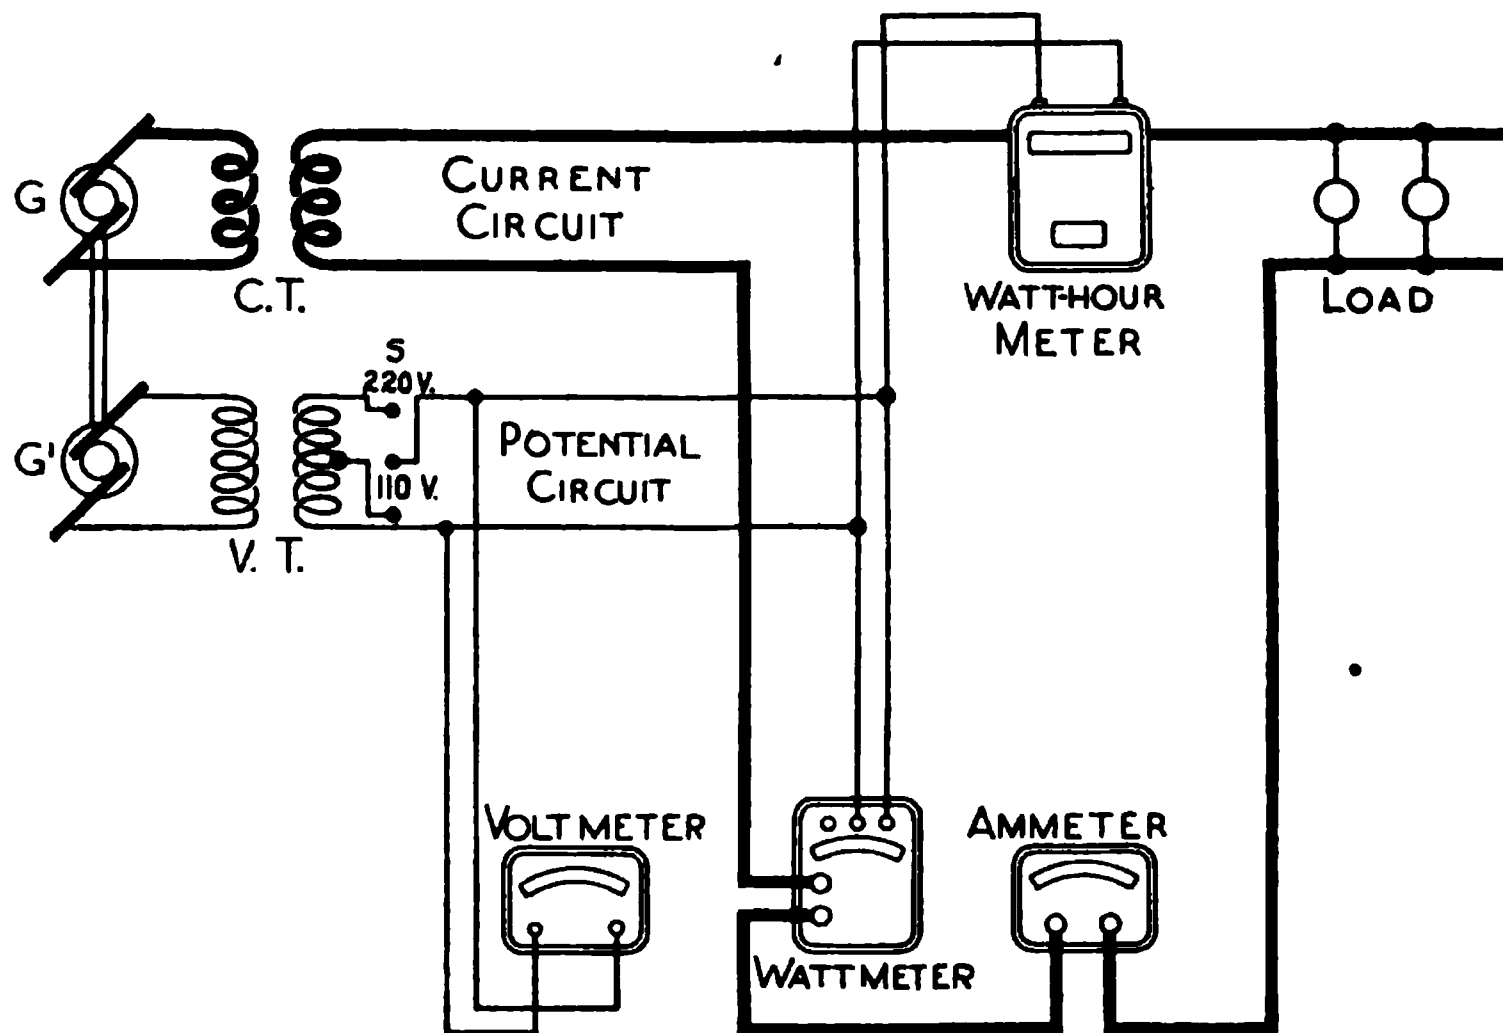 G
CURRENT
CIRCUIT
C.T.
WATT-HOUR
METER
LOAD
S
220 V.
G'
110 V.
POTENTIAL
CIRCUIT
V. T.
VOLTMETER
AMMETER
WATTMETER